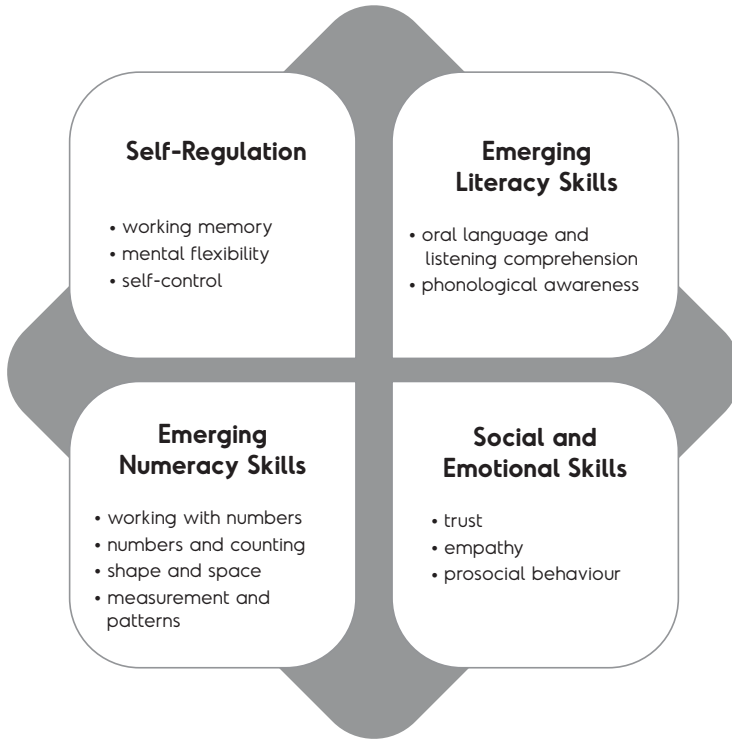 Self-Regulation
• working memory
• mental flexibility
• self-control
Emerging
Literacy Skills
• oral language and
listening comprehension
• phonological awareness
Emerging
Numeracy Skills
• working with numbers
• numbers and counting
• shape and space
• measurement and
patterns
Social and
Emotional Skills
• trust
• empathy
• prosocial behaviour